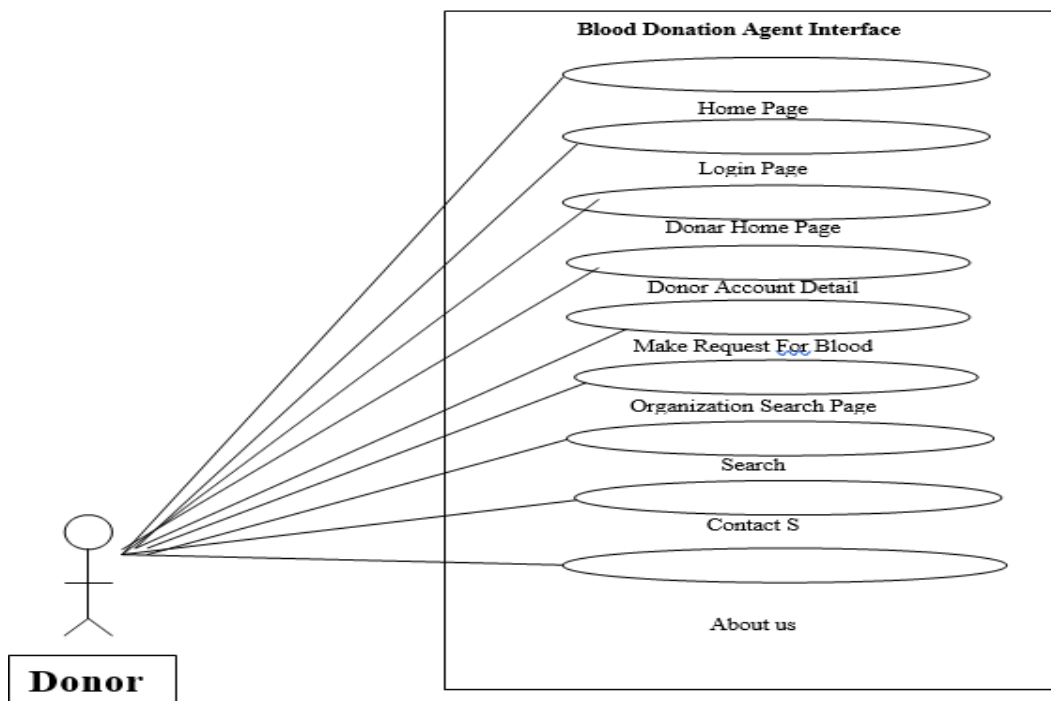 Blood Donation Agent Interface
Home Page
Login Page
Donar Home Page
Donor Account Detail
Make Request For Blood
Organization Search Page
Search
Contact S
About us
Donor